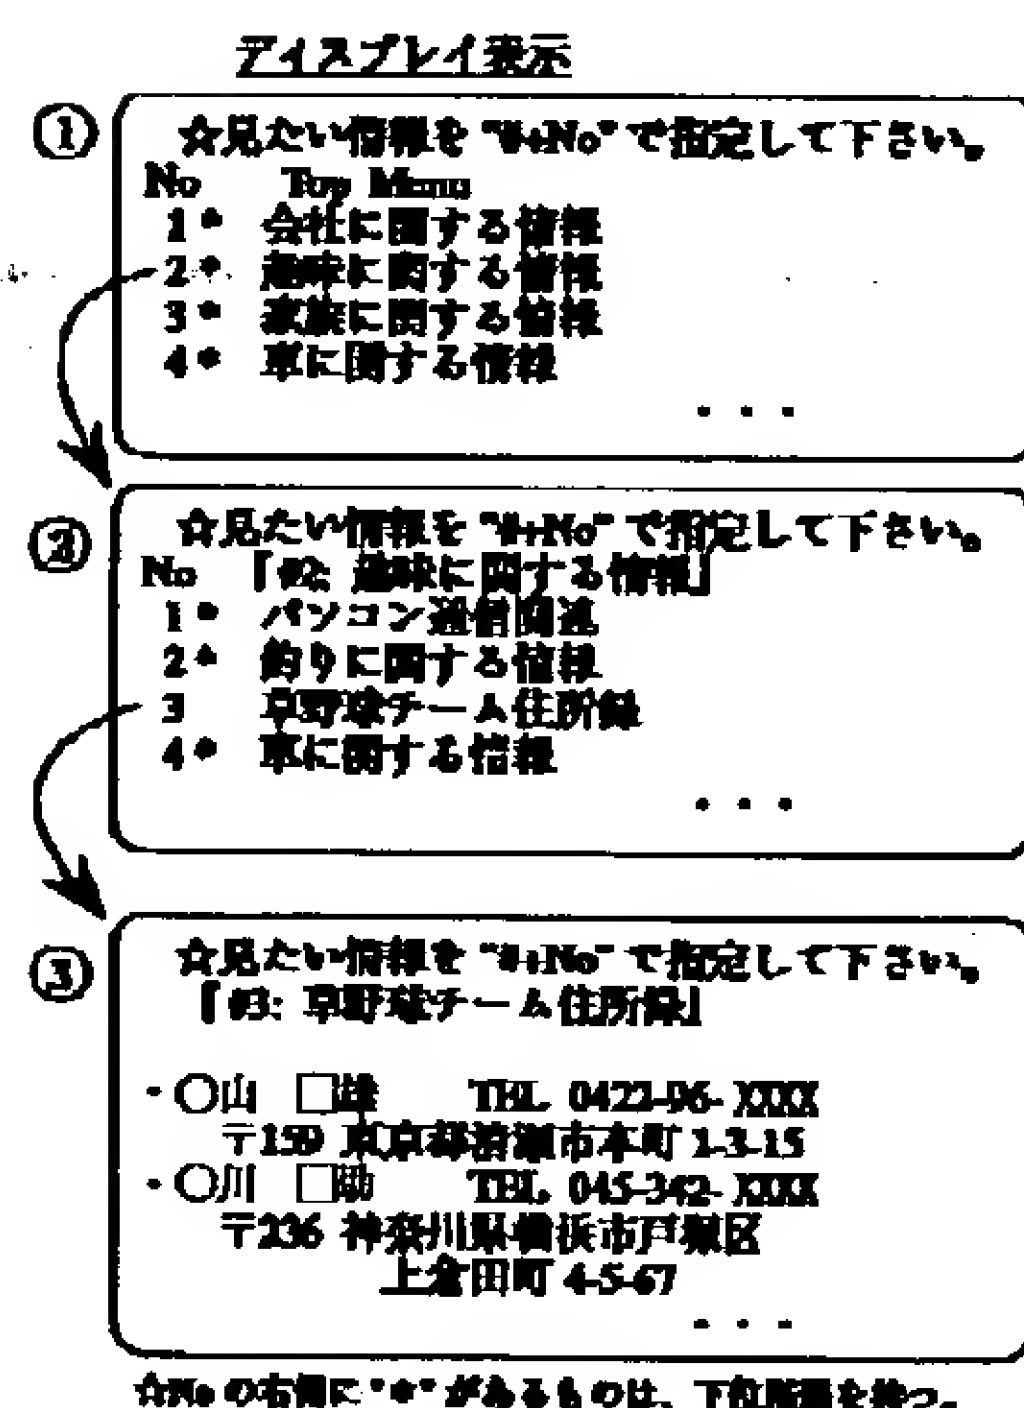 ディスプレイ表示
①
☆見たい情報を "#+No" で指定して下さい。
No Top Menu
1* 会社に関する情報
2* 趣味に関する情報
3* 家族に関する情報
4* 車に関する情報
・・・
②
☆見たい情報を "#+No" で指定して下さい。
No 「#2: 趣味に関する情報」
1* パソコン通信関連
2* 釣りに関する情報
3 草野球チーム住所録
4* 車に関する情報
・・・
③
☆見たい情報を "#+No" で指定して下さい。
「#3: 草野球チーム住所録」
・〇山 □雄 TEL 0422-96-XXXX
〒159 東京都清瀬市本町 1-3-15
・〇川 □助 TEL. 045-342-XXXX
〒236 神奈川県横浜市戸塚区
上倉田町 4-5-67
・・・
☆No の右側に "*" があるものは、下位階層を持つ。